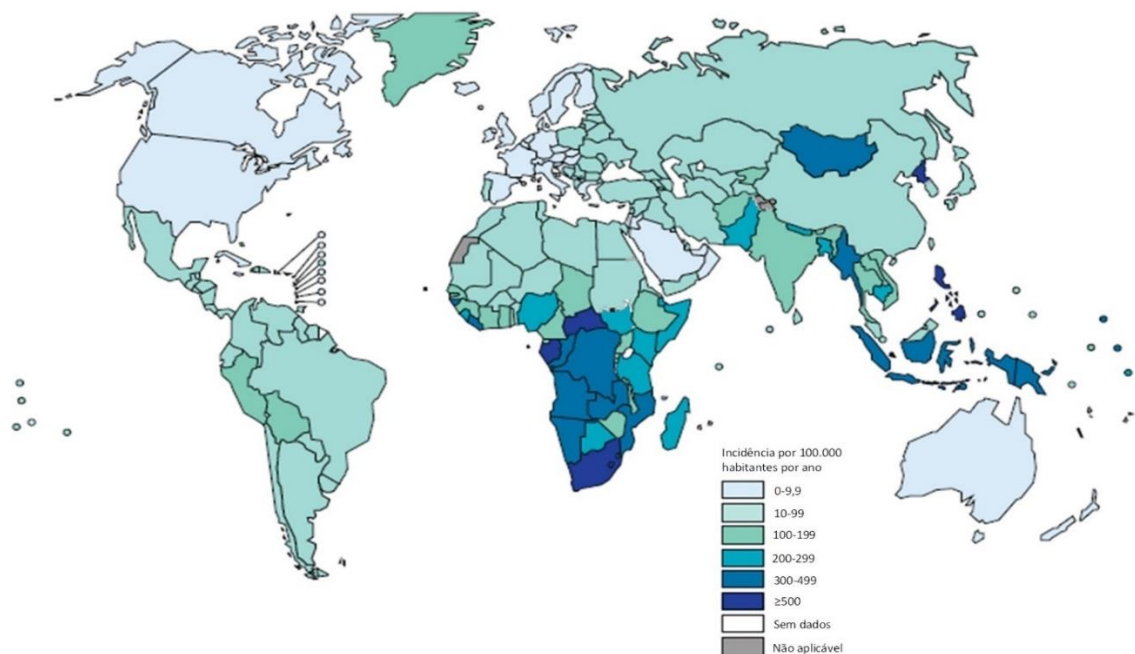 Incidência por 100.000
habitantes por ano
0-9,9
10-99
100-199
200-299
300-499
≥500
Sem dados
Não aplicável